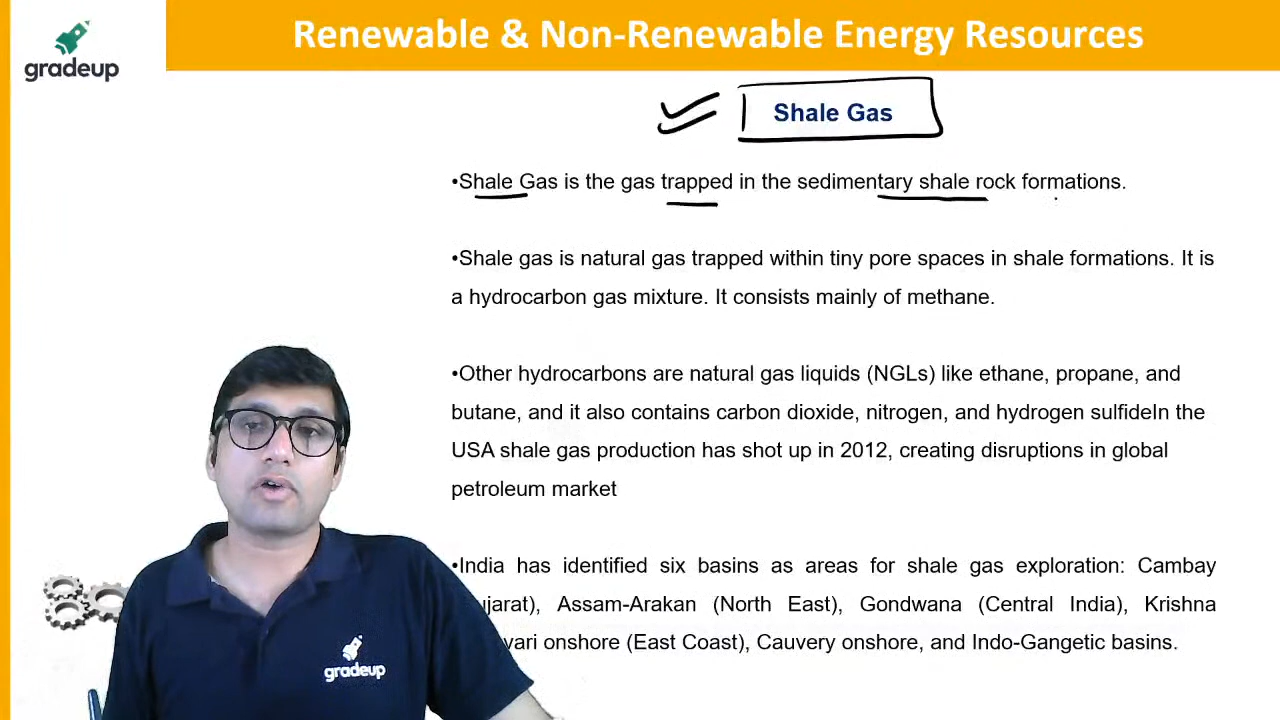 Renewable & Non-Renewable Energy Resources
gradeup
Shale Gas
•Shale Gas is the gas trapped in the sedimentary shale rock formations.
•Shale gas is natural gas trapped within tiny pore spaces in shale formations. It is
a hydrocarbon gas mixture. It consists mainly of methane.
•Other hydrocarbons are natural gas liquids (NGLs) like ethane, propane, and
butane, and it also contains carbon dioxide, nitrogen, and hydrogen sulfideIn the
USA shale gas production has shot up in 2012, creating disruptions in global
petroleum market
•India has identified six basins as areas for shale gas exploration: Cambay
Assam-Arakan (North East), Gondwana (Central India), Krishna
onshore (East Coast), Cauvery onshore, and Indo-Gangetic basins.
gradeup